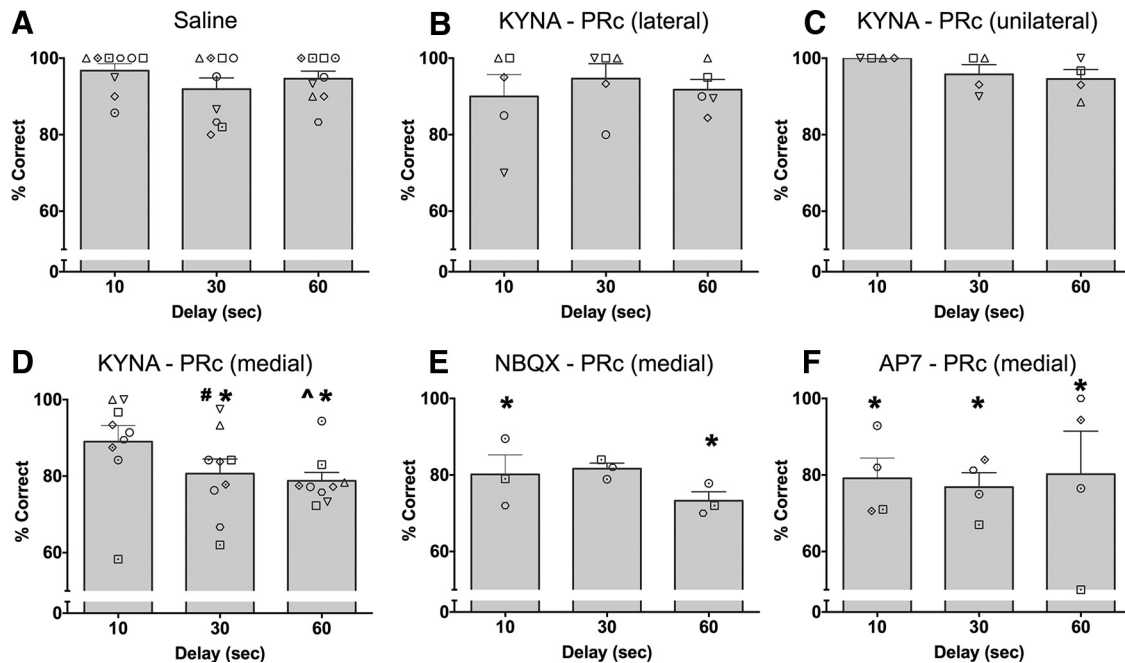 A
Saline
% Correct
100
80
60
0
10 30 60
Delay (sec)
B
KYNA - PRc (lateral)
% Correct
100
80
60
0
10 30 60
Delay (sec)
C
KYNA - PRc (unilateral)
% Correct
100
80
60
0
10 30 60
Delay (sec)
D
KYNA - PRc (medial)
# * ^ *
% Correct
100
80
60
0
10 30 60
Delay (sec)
E
NBQX - PRc (medial)
* *
% Correct
100
80
60
0
10 30 60
Delay (sec)
F
AP7 - PRc (medial)
* * *
% Correct
100
80
60
0
10 30 60
Delay (sec)